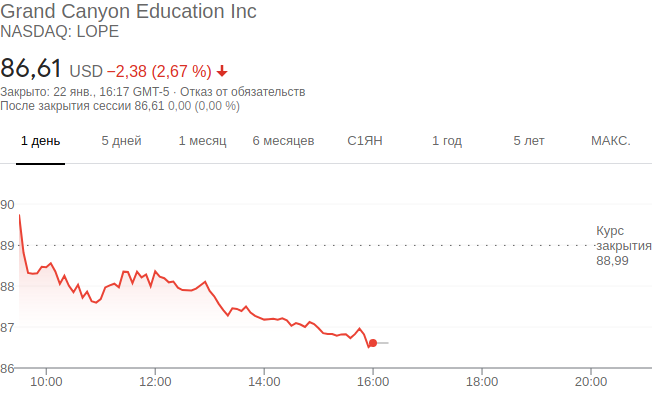 Grand Canyon Education Inc
NASDAQ: LOPE
86,61 USD −2,38 (2,67 %)
Закрыто: 22 янв., 16:17 GMT-5 · Отказ от обязательств
После закрытия сессии 86,61 0,00 (0,00 %)
1 день 5 дней 1 месяц 6 месяцев С1ЯН 1 год 5 лет МАКС.
90
Курс
89 закрытия
88,99
88
87
86
10:00 12:00 14:00 16:00 18:00 20:00